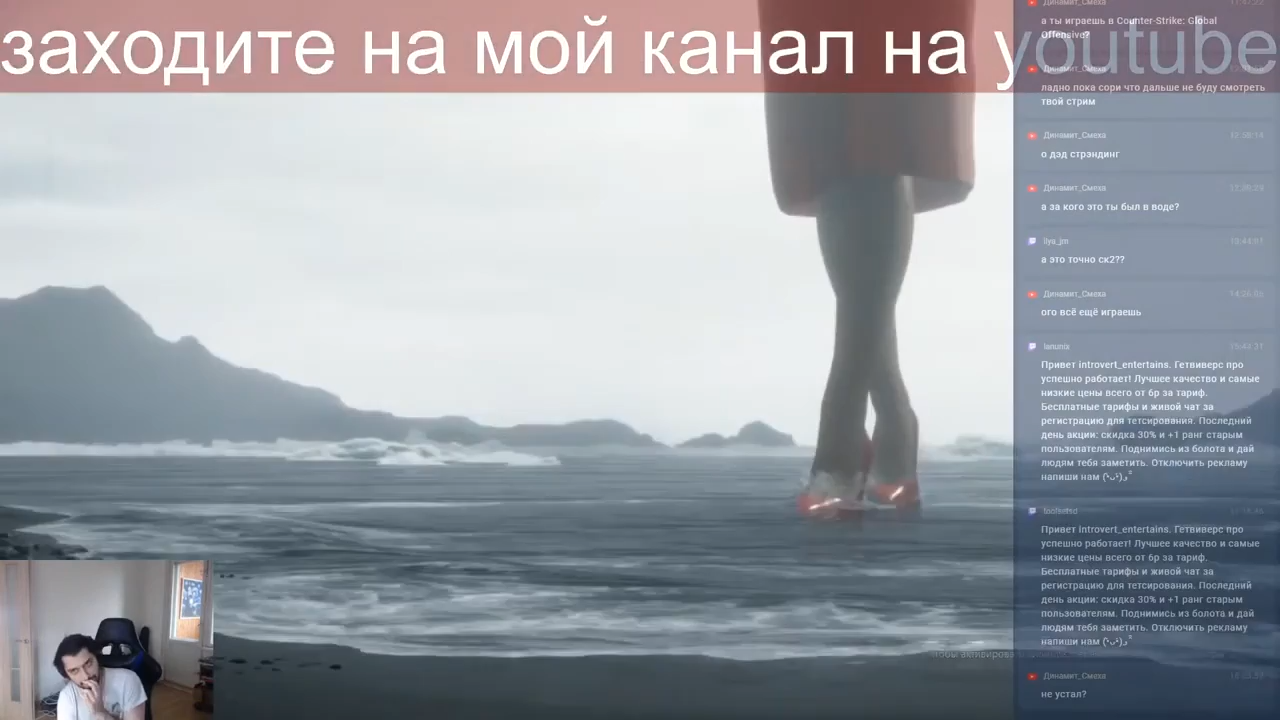 заходите на мой канал на youtube
Динамит_Смеха
а ты играешь в Counter-Strike: Global
Offensive?
Динамит_Смеха
ладно пока сори что дальше не буду смотреть
твой стрим
Динамит_Смеха
о дэд стрэндинг
Динамит_Смеха
а за кого это ты был в воде?
ilya_jm
а это точно ск2??
Динамит_Смеха
ого всё ещё играешь
Привет introvert_entertains. Гетвиверс про
успешно работает! Лучшее качество и самые
низкие цены всего от 6р за тариф.
Бесплатные тарифы и живой чат за
регистрацию для тетсирования. Последний
день акции: скидка 30% и +1 ранг старым
пользователям. Поднимись из болота и дай
людям тебя заметить. Отключить рекламу
напиши нам
Привет introvert_entertains. Гетвиверс про
успешно работает! Лучшее качество и самые
низкие цены всего от 6р за тариф.
Бесплатные тарифы и живой чат за
регистрацию для тетсирования. Последний
день акции: скидка 30% и +1 ранг старым
пользователям. Поднимись из болота и дай
людям тебя заметить. Отключить рекламу
напиши нам
Динамит_Смеха
не устал?